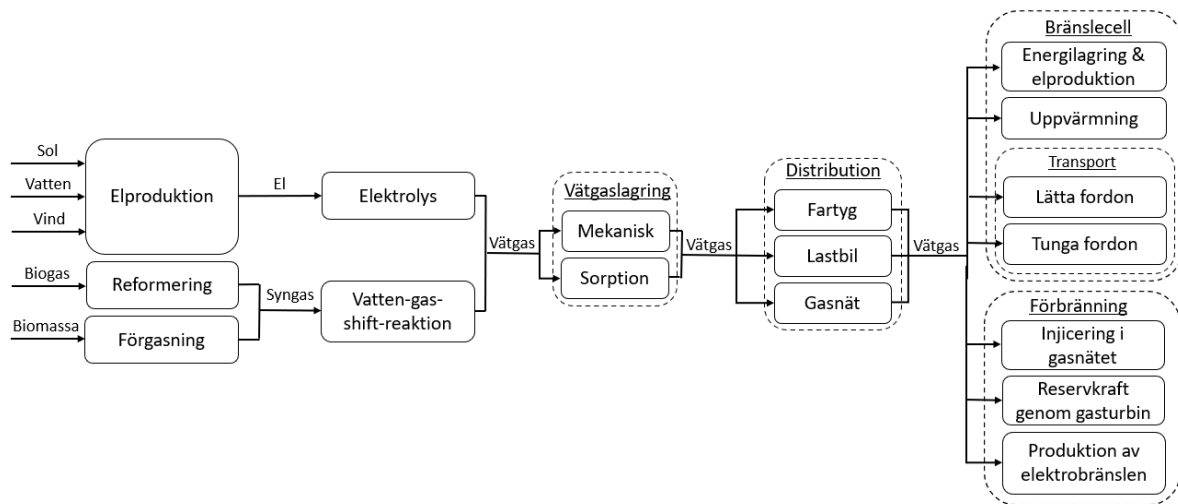 Sol
Vatten
Vind
Elproduktion
El
Elektrolys
Biogas
Reformering
Biomassa
Förgasning
Syngas
Vatten-gas-
shift-reaktion
Vätgas
Vätgaslagring
Mekanisk
Sorption
Vätgas
Distribution
Fartyg
Lastbil
Gasnät
Vätgas
Bränslecell
Energilagring &
elproduktion
Uppvärmning
Transport
Lätta fordon
Tunga fordon
Förbränning
Injicering i
gasnätet
Reservkraft
genom gasturbin
Produktion av
elektrobränslen